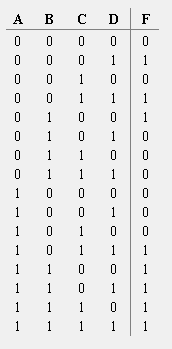 A B C D F
0 0 0 0 0
0 0 0 1 1
0 0 1 0 0
0 0 1 1 1
0 1 0 0 1
0 1 0 1 0
0 1 1 0 0
0 1 1 1 0
1 0 0 0 0
1 0 0 1 0
1 0 1 0 0
1 0 1 1 1
1 1 0 0 1
1 1 0 1 1
1 1 1 0 1
1 1 1 1 1